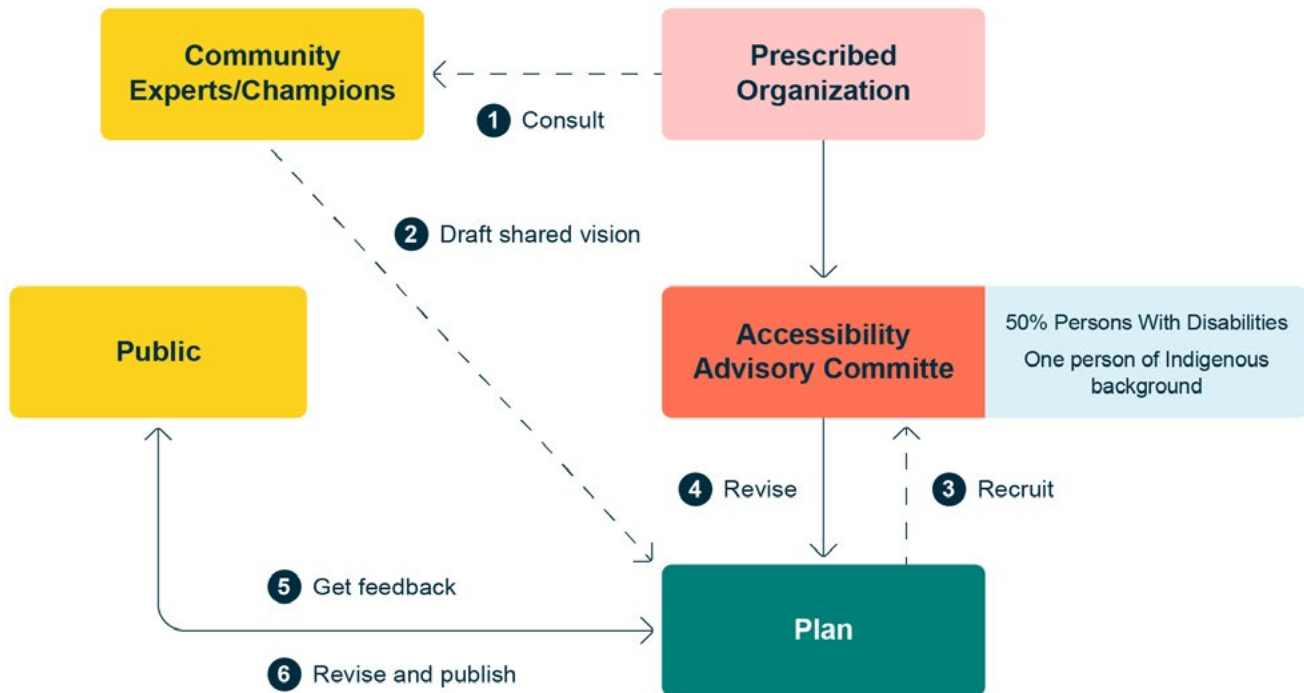 Community
Experts/Champions
Prescribed
Organization
1 Consult
2 Draft shared vision
Public
Accessibility
Advisory Committe
50% Persons With Disabilities
One person of Indigenous
background
4 Revise
3 Recruit
5 Get feedback
Plan
6 Revise and publish